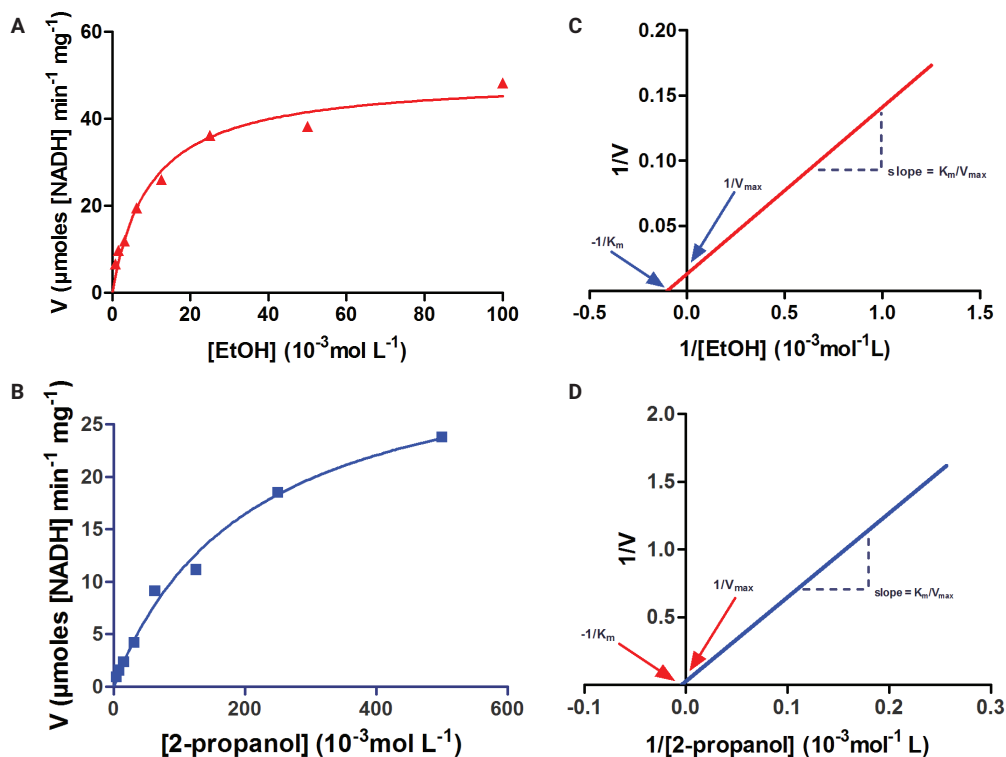 A
V (µmoles [NADH] min⁻¹ mg⁻¹)
60
40
20
0
0 20 40 60 80 100
[EtOH] (10⁻³mol L⁻¹)
C
1/V
0.20
0.15
0.10
0.05
1/Vmax
-1/Km
slope = Km/Vmax
-0.5 0.0 0.5 1.0 1.5
1/[EtOH] (10⁻³mol⁻¹L)
B
V (µmoles [NADH] min⁻¹ mg⁻¹)
25
20
15
10
5
0
0 200 400 600
[2-propanol] (10⁻³mol L⁻¹)
D
1/V
2.0
1.5
1.0
0.5
1/Vmax
-1/Km
slope = Km/Vmax
-0.1 0.0 0.1 0.2 0.3
1/[2-propanol] (10⁻³mol⁻¹ L)